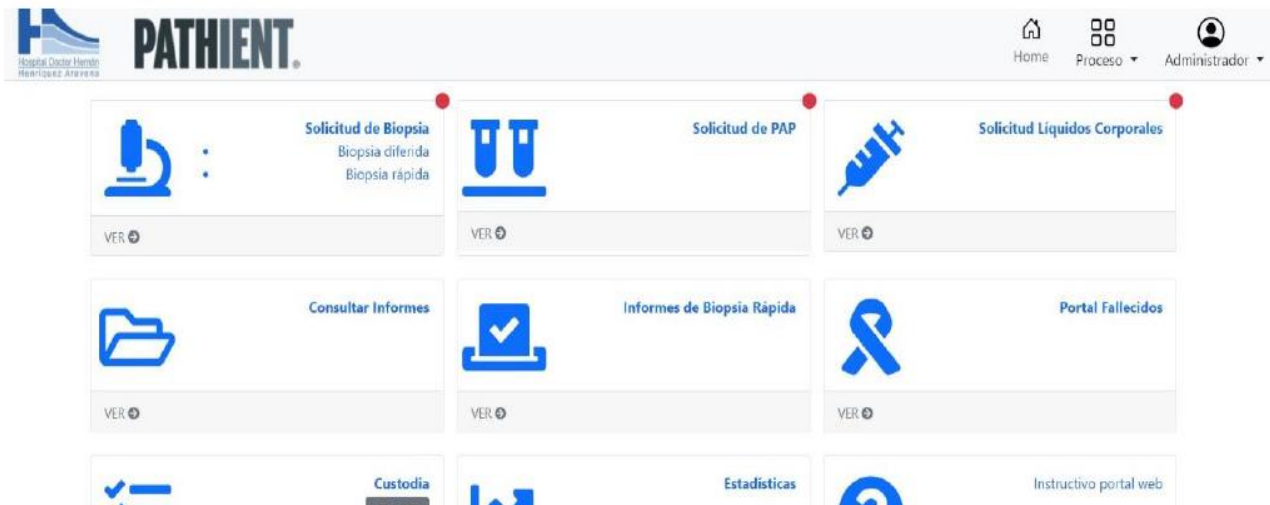 Hospital Doctor Hernán
Henríquez Aravena
PATHIENT.
Home
Proceso
Administrador
Solicitud de Biopsia
Biopsia diferida
Biopsia rápida
VER
Solicitud de PAP
VER
Solicitud Líquidos Corporales
VER
Consultar Informes
VER
Informes de Biopsia Rápida
VER
Portal Fallecidos
VER
Custodia
Estadísticas
Instructivo portal web